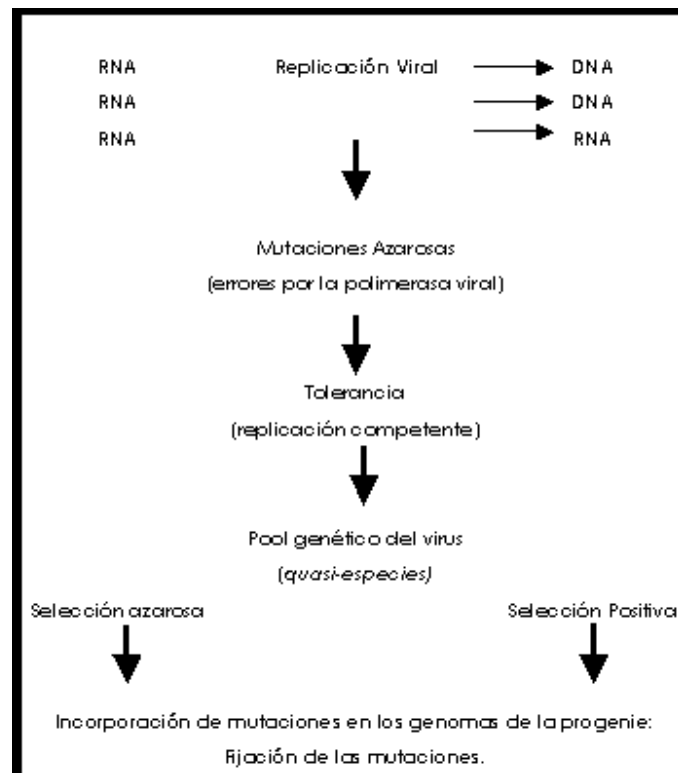 RNA Replicación Viral DNA
RNA DNA
RNA RNA
Mutaciones Azarosas
(errores por la polimerasa viral)
Tolerancia
(replicación competente)
Pool genético del virus
(quasi-especies)
Selección azarosa Selección Positiva
Incorporación de mutaciones en los genomas de la progenie:
Fijación de las mutaciones.